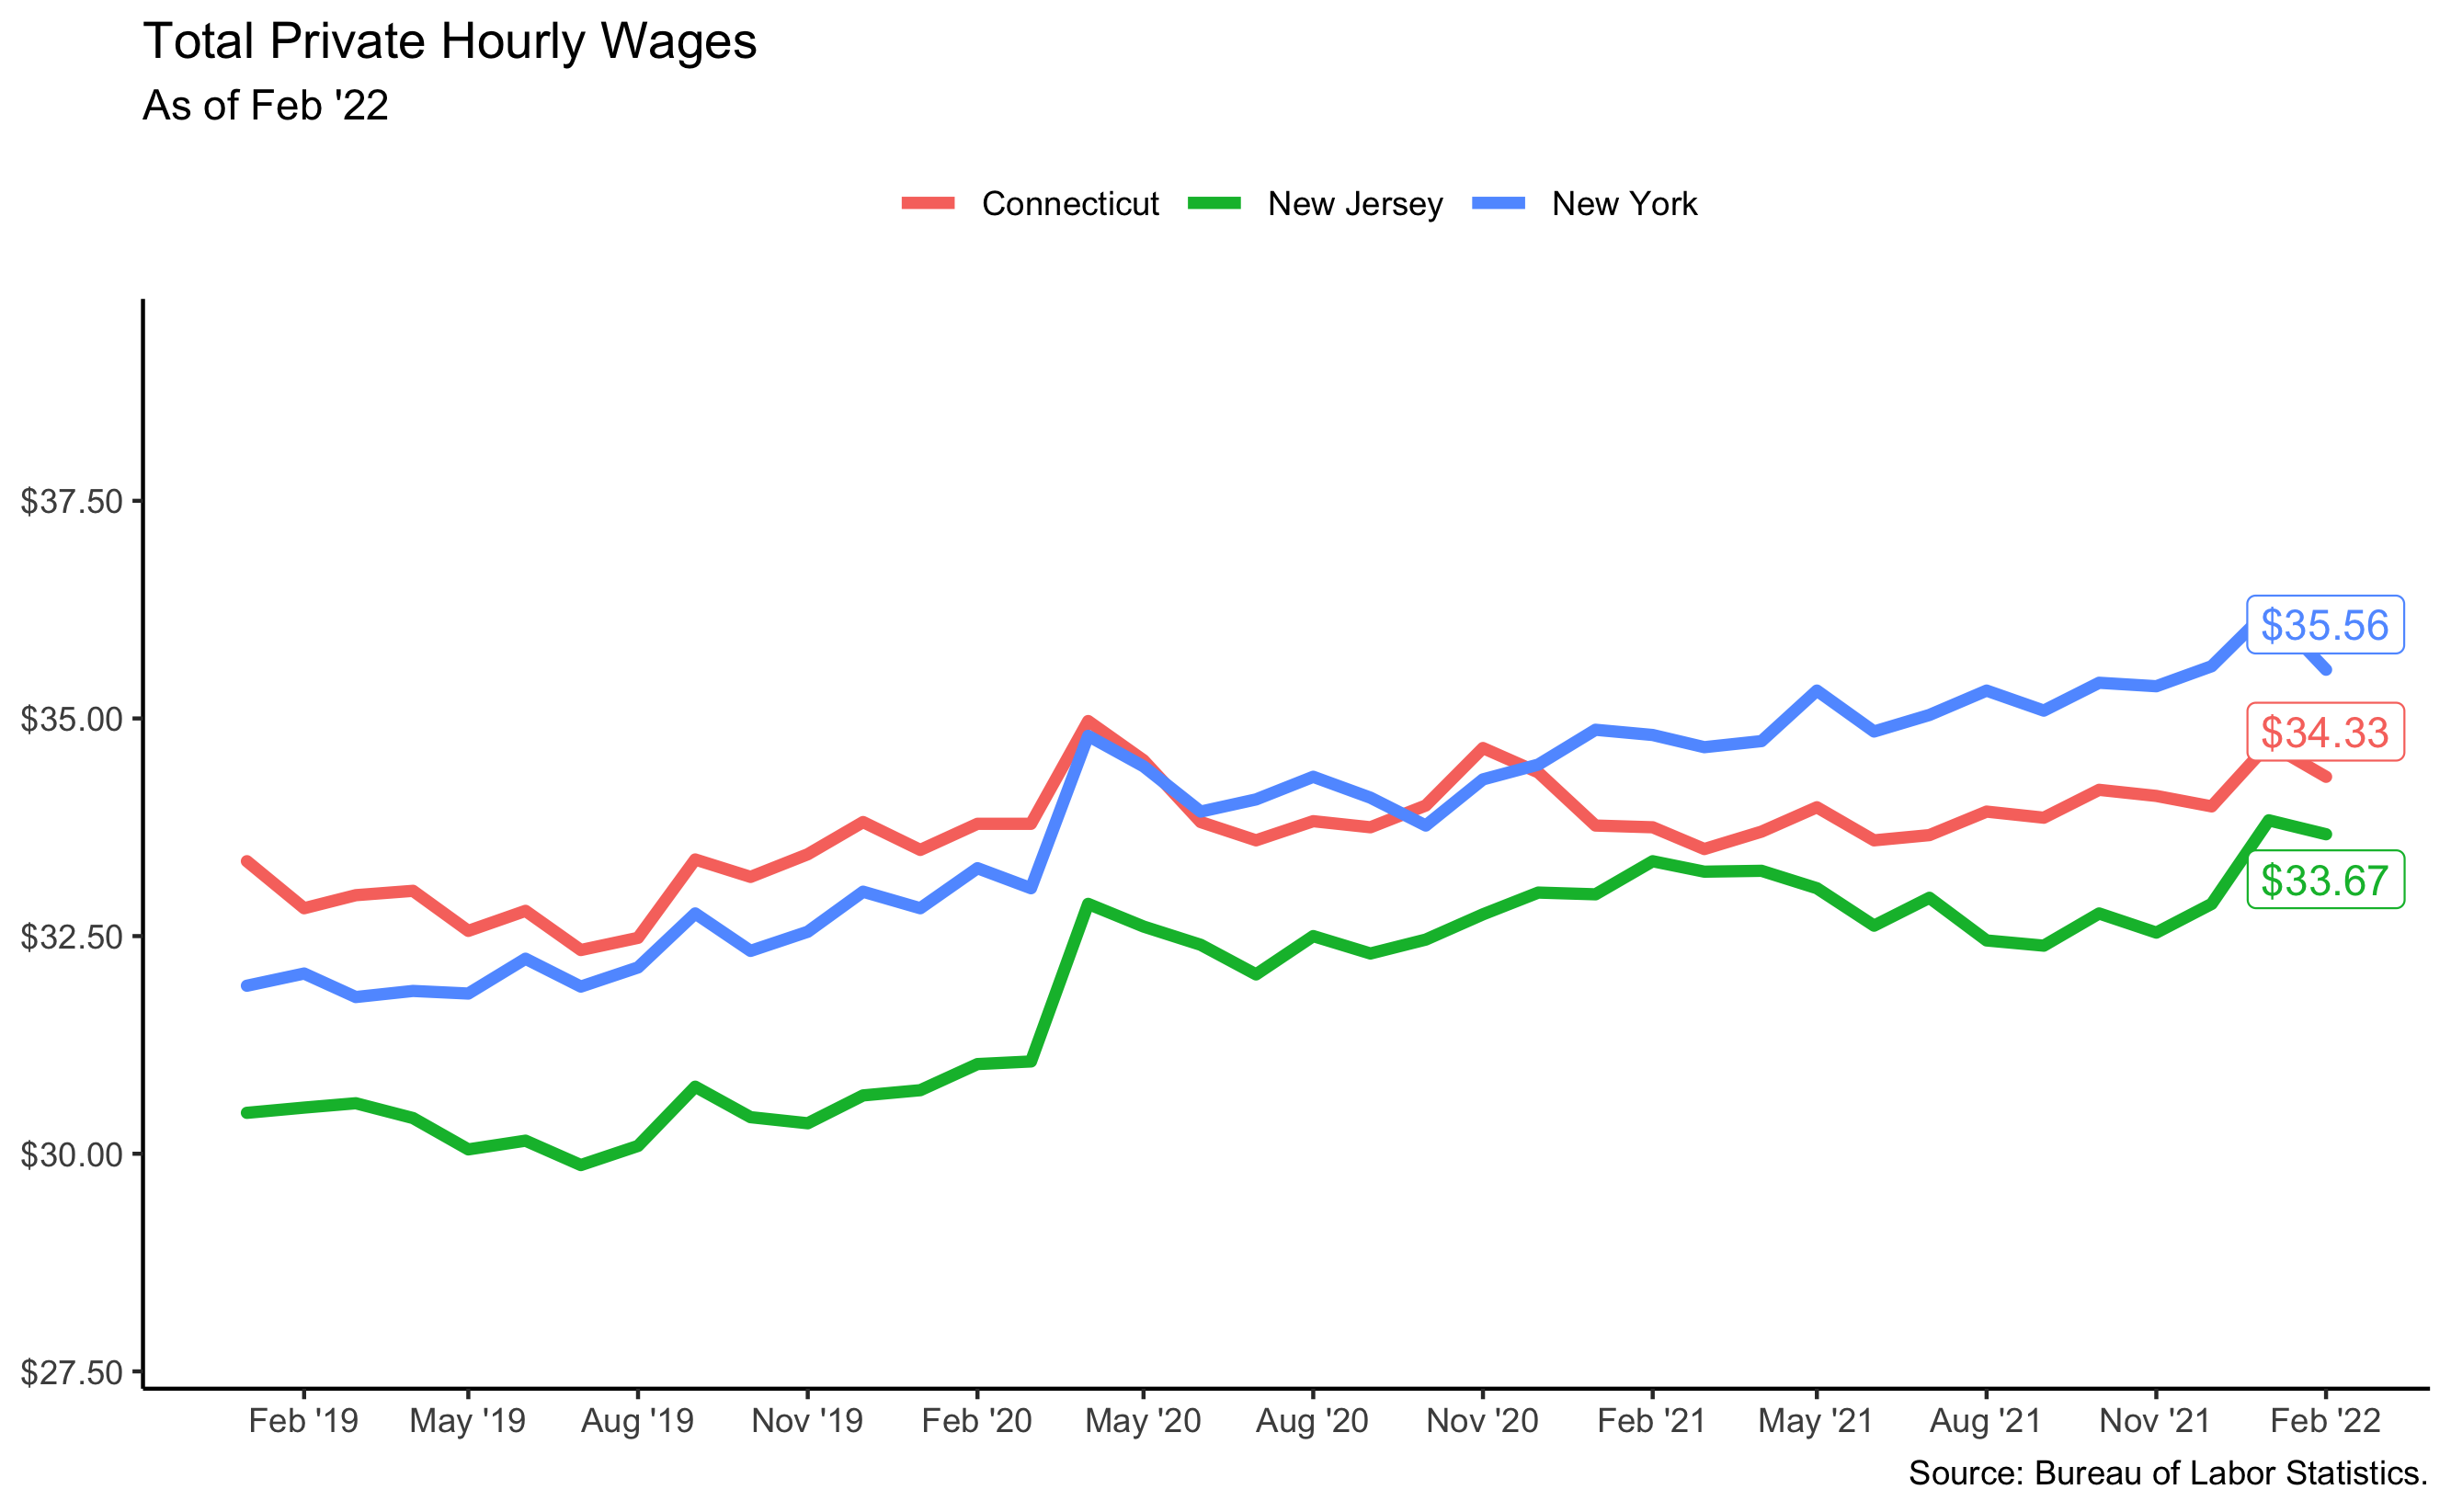 Total Private Hourly Wages
As of Feb '22
Connecticut New Jersey New York
$37.50
$35.00
$32.50
$30.00
$27.50
$35.56
$34.33
$33.67
Feb '19 May '19 Aug '19 Nov '19 Feb '20 May '20 Aug '20 Nov '20 Feb '21 May '21 Aug '21 Nov '21 Feb '22
Source: Bureau of Labor Statistics.